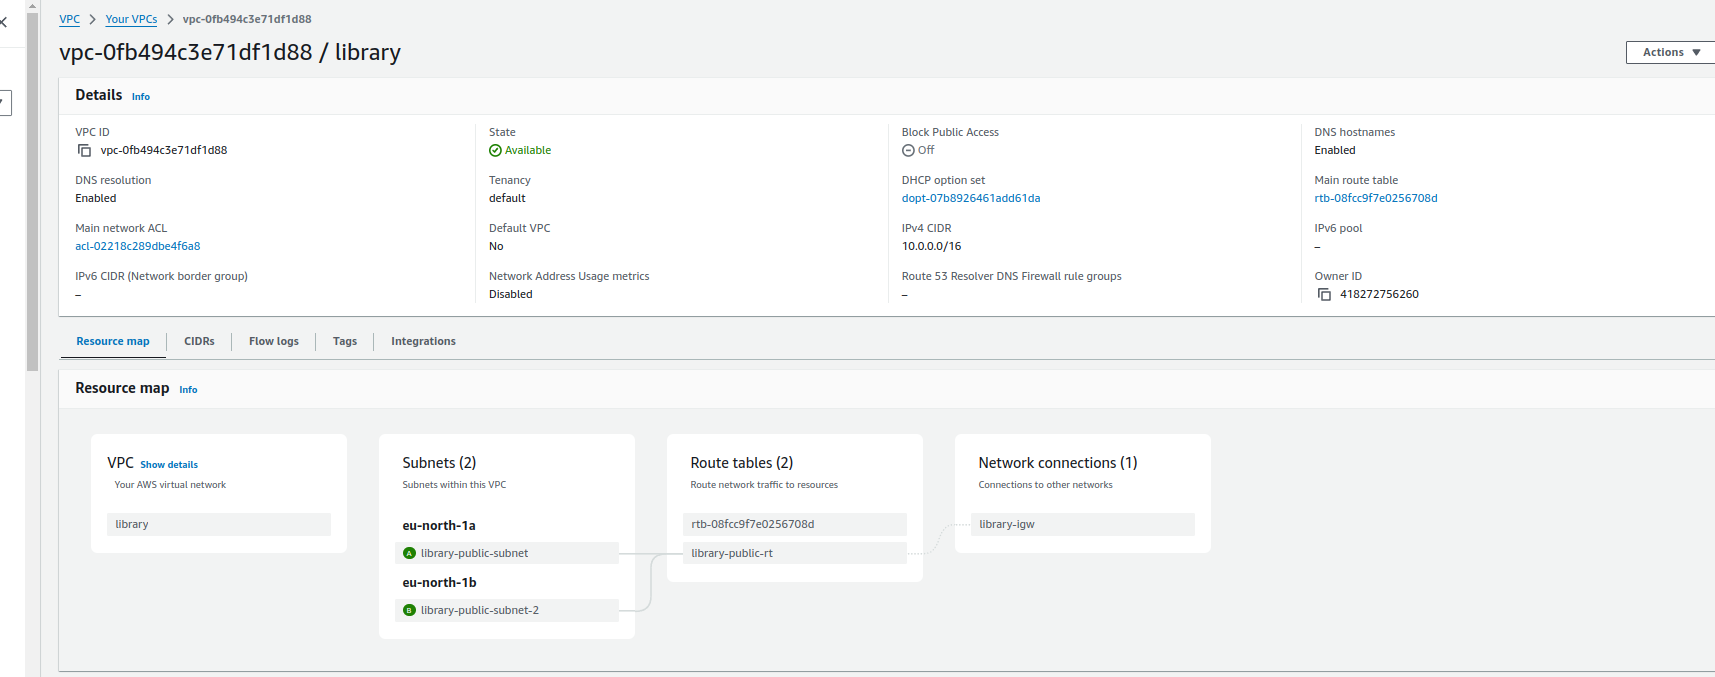 VPC > Your VPCs > vpc-0fb494c3e71df1d88
vpc-0fb494c3e71df1d88 / library
Actions
Details Info
VPC ID
vpc-0fb494c3e71df1d88
State
Available
Block Public Access
Off
DNS hostnames
Enabled
DNS resolution
Enabled
Tenancy
default
DHCP option set
dopt-07b8926461add61da
Main route table
rtb-08fcc9f7e0256708d
Main network ACL
acl-02218c289dbe4f6a8
Default VPC
No
IPv4 CIDR
10.0.0.0/16
IPv6 pool
–
IPv6 CIDR (Network border group)
–
Network Address Usage metrics
Disabled
Route 53 Resolver DNS Firewall rule groups
–
Owner ID
418272756260
Resource map
CIDRs
Flow logs
Tags
Integrations
Resource map Info
VPC Show details
Your AWS virtual network
library
Subnets (2)
Subnets within this VPC
eu-north-1a
A library-public-subnet
eu-north-1b
B library-public-subnet-2
Route tables (2)
Route network traffic to resources
rtb-08fcc9f7e0256708d
library-public-rt
Network connections (1)
Connections to other networks
library-igw